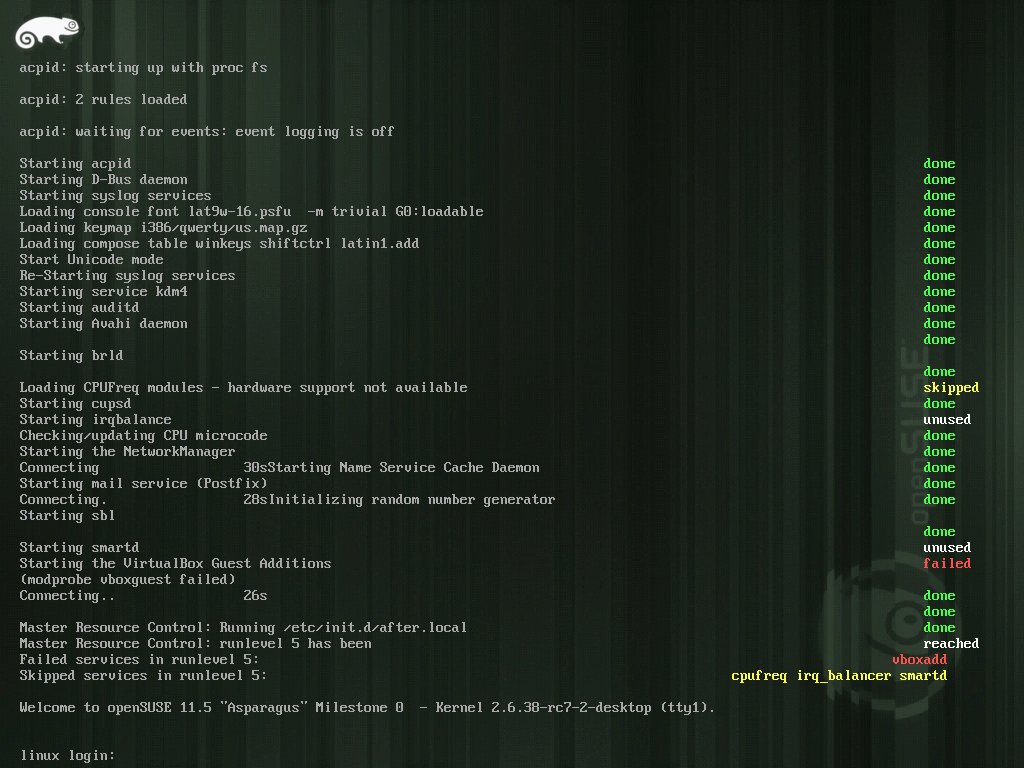 acpid: starting up with proc fs
acpid: 2 rules loaded
acpid: waiting for events: event logging is off
Starting acpid done
Starting D-Bus daemon done
Starting syslog services done
Loading console font lat9w-16.psfu  -m trivial G0:loadable done
Loading keymap i386/qwerty/us.map.gz done
Loading compose table winkeys shiftctrl latin1.add done
Start Unicode mode done
Re-Starting syslog services done
Starting service kdm4 done
Starting auditd done
Starting Avahi daemon done
done
Starting brld
done
Loading CPUFreq modules - hardware support not available skipped
Starting cupsd done
Starting irqbalance unused
Checking/updating CPU microcode done
Starting the NetworkManager done
Connecting 30sStarting Name Service Cache Daemon done
Starting mail service (Postfix) done
Connecting. 28sInitializing random number generator done
Starting sbl
done
Starting smartd unused
Starting the VirtualBox Guest Additions failed
(modprobe vboxguest failed)
Connecting.. 26s done
done
Master Resource Control: Running /etc/init.d/after.local done
Master Resource Control: runlevel 5 has been reached
Failed services in runlevel 5: vboxadd
Skipped services in runlevel 5: cpufreq irq_balancer smartd
Welcome to openSUSE 11.5 "Asparagus" Milestone 0  - Kernel 2.6.38-rc7-2-desktop (tty1).
linux login:
openSUSE